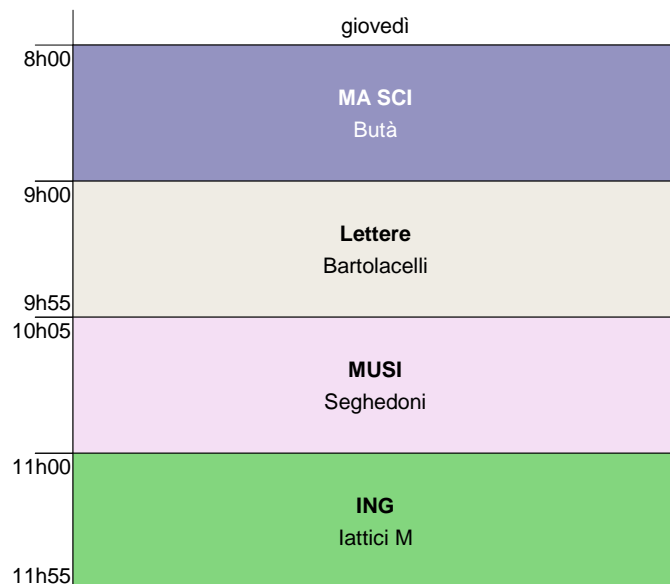 giovedì
8h00
MA SCI
Butà
9h00
Lettere
Bartolacelli
9h55
10h05
MUSI
Seghedoni
11h00
ING
Iattici M
11h55